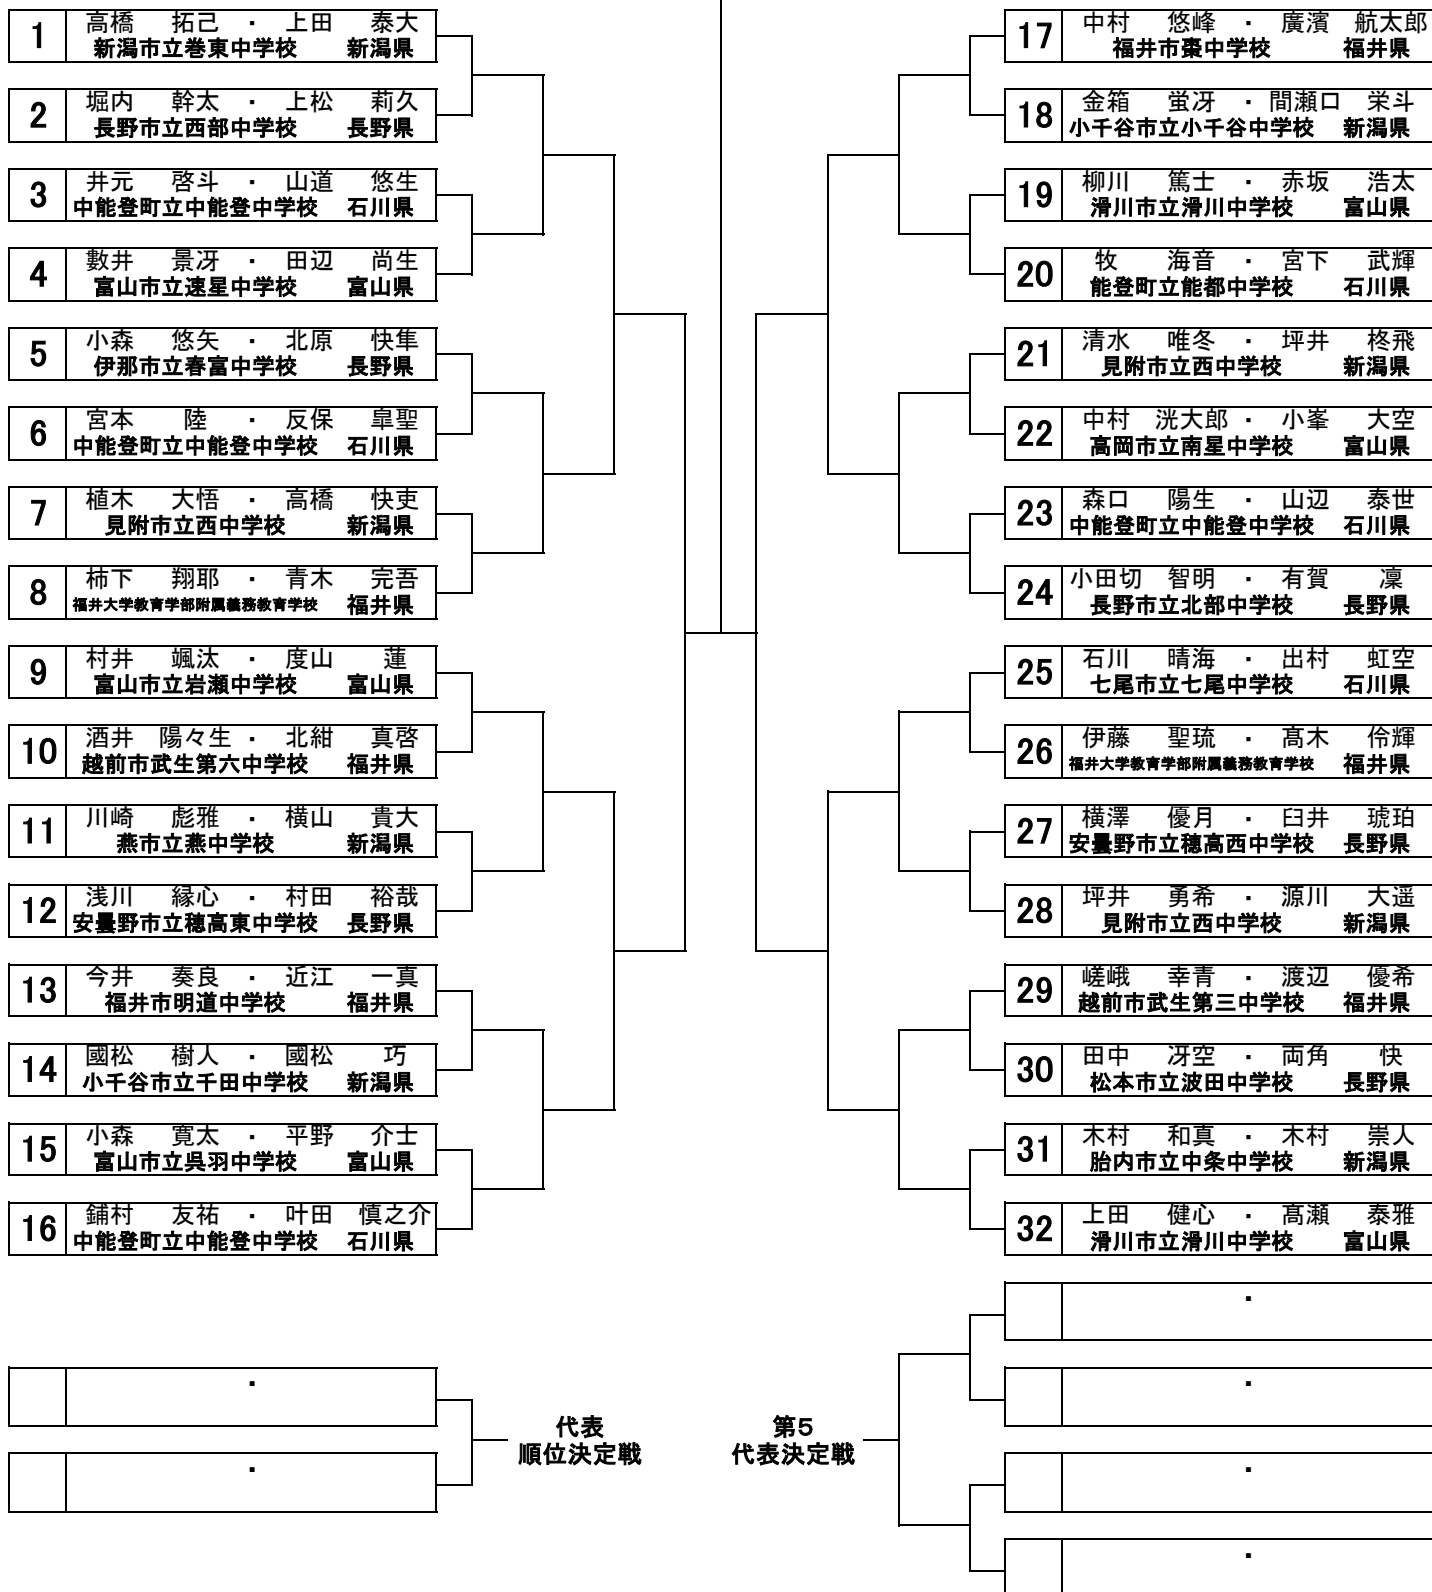 1 高橋 拓己 ・ 上田 泰大
新潟市立巻東中学校 新潟県
2 堀内 幹太 ・ 上松 莉久
長野市立西部中学校 長野県
3 井元 啓斗 ・ 山道 悠生
中能登町立中能登中学校 石川県
4 數井 景冴 ・ 田辺 尚生
富山市立速星中学校 富山県
5 小森 悠矢 ・ 北原 快隼
伊那市立春富中学校 長野県
6 宮本 陸 ・ 反保 皐聖
中能登町立中能登中学校 石川県
7 植木 大悟 ・ 高橋 快吏
見附市立西中学校 新潟県
8 柿下 翔耶 ・ 青木 完吾
福井大学教育学部附属義務教育学校 福井県
9 村井 颯汰 ・ 度山 蓮
富山市立岩瀬中学校 富山県
10 酒井 陽々生 ・ 北紺 真啓
越前市武生第六中学校 福井県
11 川崎 彪雅 ・ 横山 貴大
燕市立燕中学校 新潟県
12 浅川 縁心 ・ 村田 裕哉
安曇野市立穂高東中学校 長野県
13 今井 奏良 ・ 近江 一真
福井市明道中学校 福井県
14 國松 樹人 ・ 國松 巧
小千谷市立千田中学校 新潟県
15 小森 寛太 ・ 平野 介士
富山市立呉羽中学校 富山県
16 鋪村 友祐 ・ 叶田 慎之介
中能登町立中能登中学校 石川県
17 中村 悠峰 ・ 廣濱 航太郎
福井市棗中学校 福井県
18 金箱 蛍冴 ・ 間瀬口 栄斗
小千谷市立小千谷中学校 新潟県
19 柳川 篤士 ・ 赤坂 浩太
滑川市立滑川中学校 富山県
20 牧 海音 ・ 宮下 武輝
能登町立能都中学校 石川県
21 清水 唯冬 ・ 坪井 柊飛
見附市立西中学校 新潟県
22 中村 洸大郎 ・ 小峯 大空
高岡市立南星中学校 富山県
23 森口 陽生 ・ 山辺 泰世
中能登町立中能登中学校 石川県
24 小田切 智明 ・ 有賀 凜
長野市立北部中学校 長野県
25 石川 晴海 ・ 出村 虹空
七尾市立七尾中学校 石川県
26 伊藤 聖琉 ・ 髙木 伶輝
福井大学教育学部附属義務教育学校 福井県
27 横澤 優月 ・ 臼井 琥珀
安曇野市立穂高西中学校 長野県
28 坪井 勇希 ・ 源川 大遥
見附市立西中学校 新潟県
29 嵯峨 幸青 ・ 渡辺 優希
越前市武生第三中学校 福井県
30 田中 冴空 ・ 両角 快
松本市立波田中学校 長野県
31 木村 和真 ・ 木村 崇人
胎内市立中条中学校 新潟県
32 上田 健心 ・ 髙瀬 泰雅
滑川市立滑川中学校 富山県
・
・
代表
順位決定戦
第5
代表決定戦
・
・
・
・